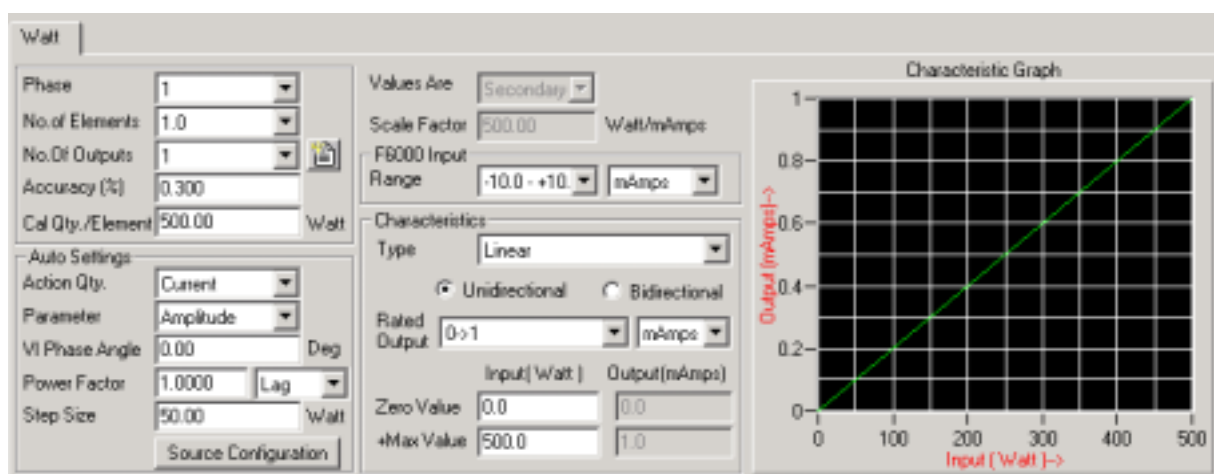 Watt
Phase 1
No.of Elements 1.0
No.Of Outputs 1
Accuracy (%) 0.300
Cal Qty./Element 500.00 Watt
Auto Settings
Action Qty. Current
Parameter Amplitude
VI Phase Angle 0.00 Deg
Power Factor 1.0000 Lag
Step Size 50.00 Watt
Source Configuration
Values Are Secondary
Scale Factor 500.00 Watt/mAmps
F6000 Input
Range -10.0 - +10. mAmps
Characteristics
Type Linear
Unidirectional Bidirectional
Rated
Output 0->1 mAmps
Input( Watt ) Output(mAmps)
Zero Value 0.0 0.0
+Max Value 500.0 1.0
Characteristic Graph
Output (mAmps)-->
1
0.8
0.6
0.4
0.2
0
0 100 200 300 400 500
Input ( Watt )-->